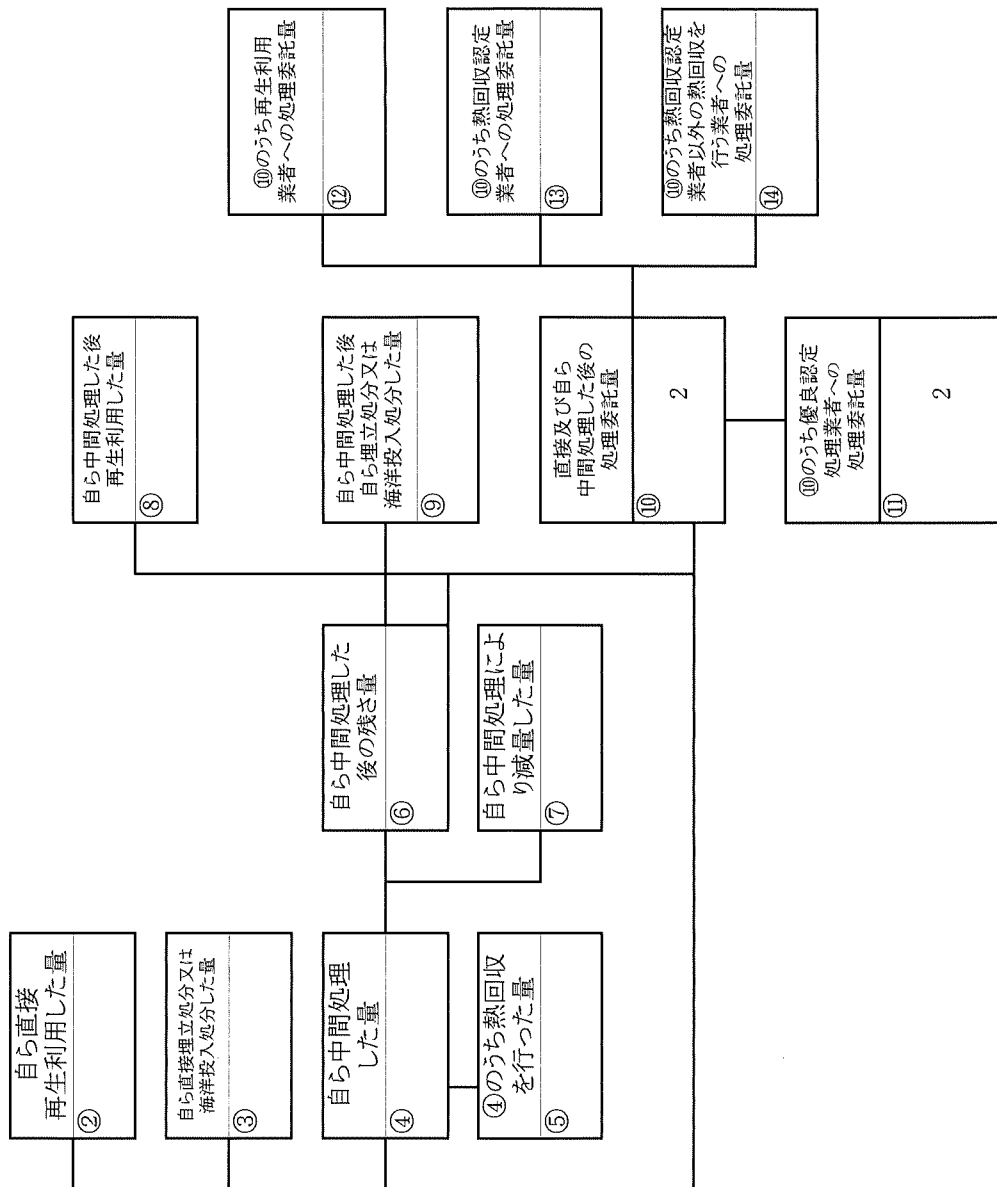 自ら直接
再生利用した量
②
自ら直接埋立処分又は
海洋投入処分した量
③
自ら中間処理
した量
④
④のうち熱回収
を行った量
⑤
自ら中間処理した
後の残さ量
⑥
自ら中間処理によ
り減量した量
⑦
自ら中間処理した後
再生利用した量
⑧
自ら中間処理した後
自ら埋立処分又は
海洋投入処分した量
⑨
直接及び自ら
中間処理した後の
処理委託量
⑩
2
⑩のうち優良認定
処理業者への
処理委託量
⑪
2
⑩のうち再生利用
業者への処理委託量
⑫
⑩のうち熱回収認定
業者への処理委託量
⑬
⑩のうち熱回収認定
業者以外の熱回収を
行う業者への
処理委託量
⑭